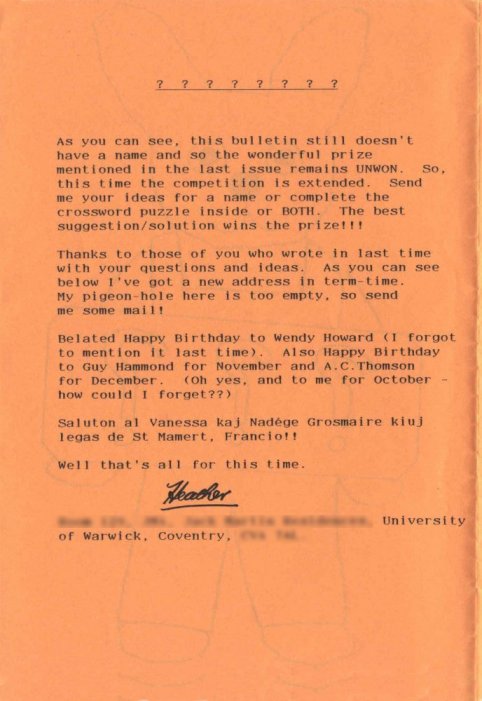 ? ? ? ? ? ? ? ?
As you can see, this bulletin still doesn't
have a name and so the wonderful prize
mentioned in the last issue remains UNWON. So,
this time the competition is extended. Send
me your ideas for a name or complete the
crossword puzzle inside or BOTH. The best
suggestion/solution wins the prize!!!
Thanks to those of you who wrote in last time
with your questions and ideas. As you can see
below I've got a new address in term-time.
My pigeon-hole here is too empty, so send
me some mail!
Belated Happy Birthday to Wendy Howard (I forgot
to mention it last time). Also Happy Birthday
to Guy Hammond for November and A.C.Thomson
for December. (Oh yes, and to me for October -
how could I forget??)
Saluton al Vanessa kaj Nadége Grosmaire kiuj
legas de St Mamert, Francio!!
Well that's all for this time.
Heather
University
of Warwick, Coventry,